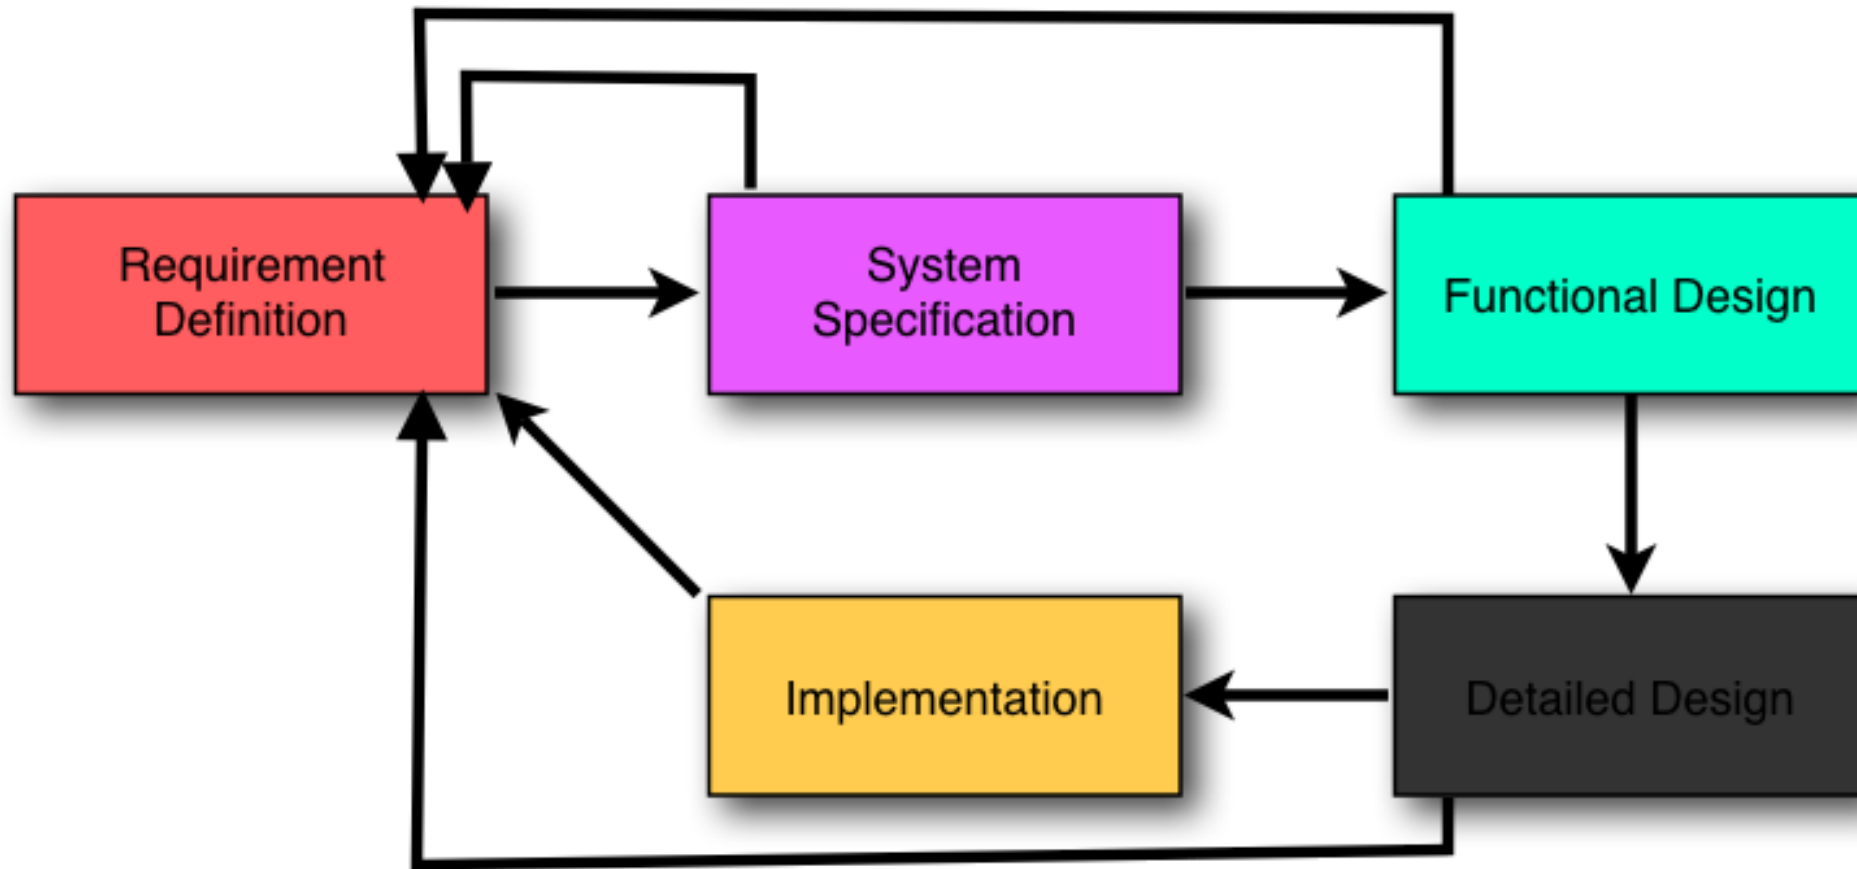 Requirement
Definition
System
Specification
Functional Design
Implementation
Detailed Design